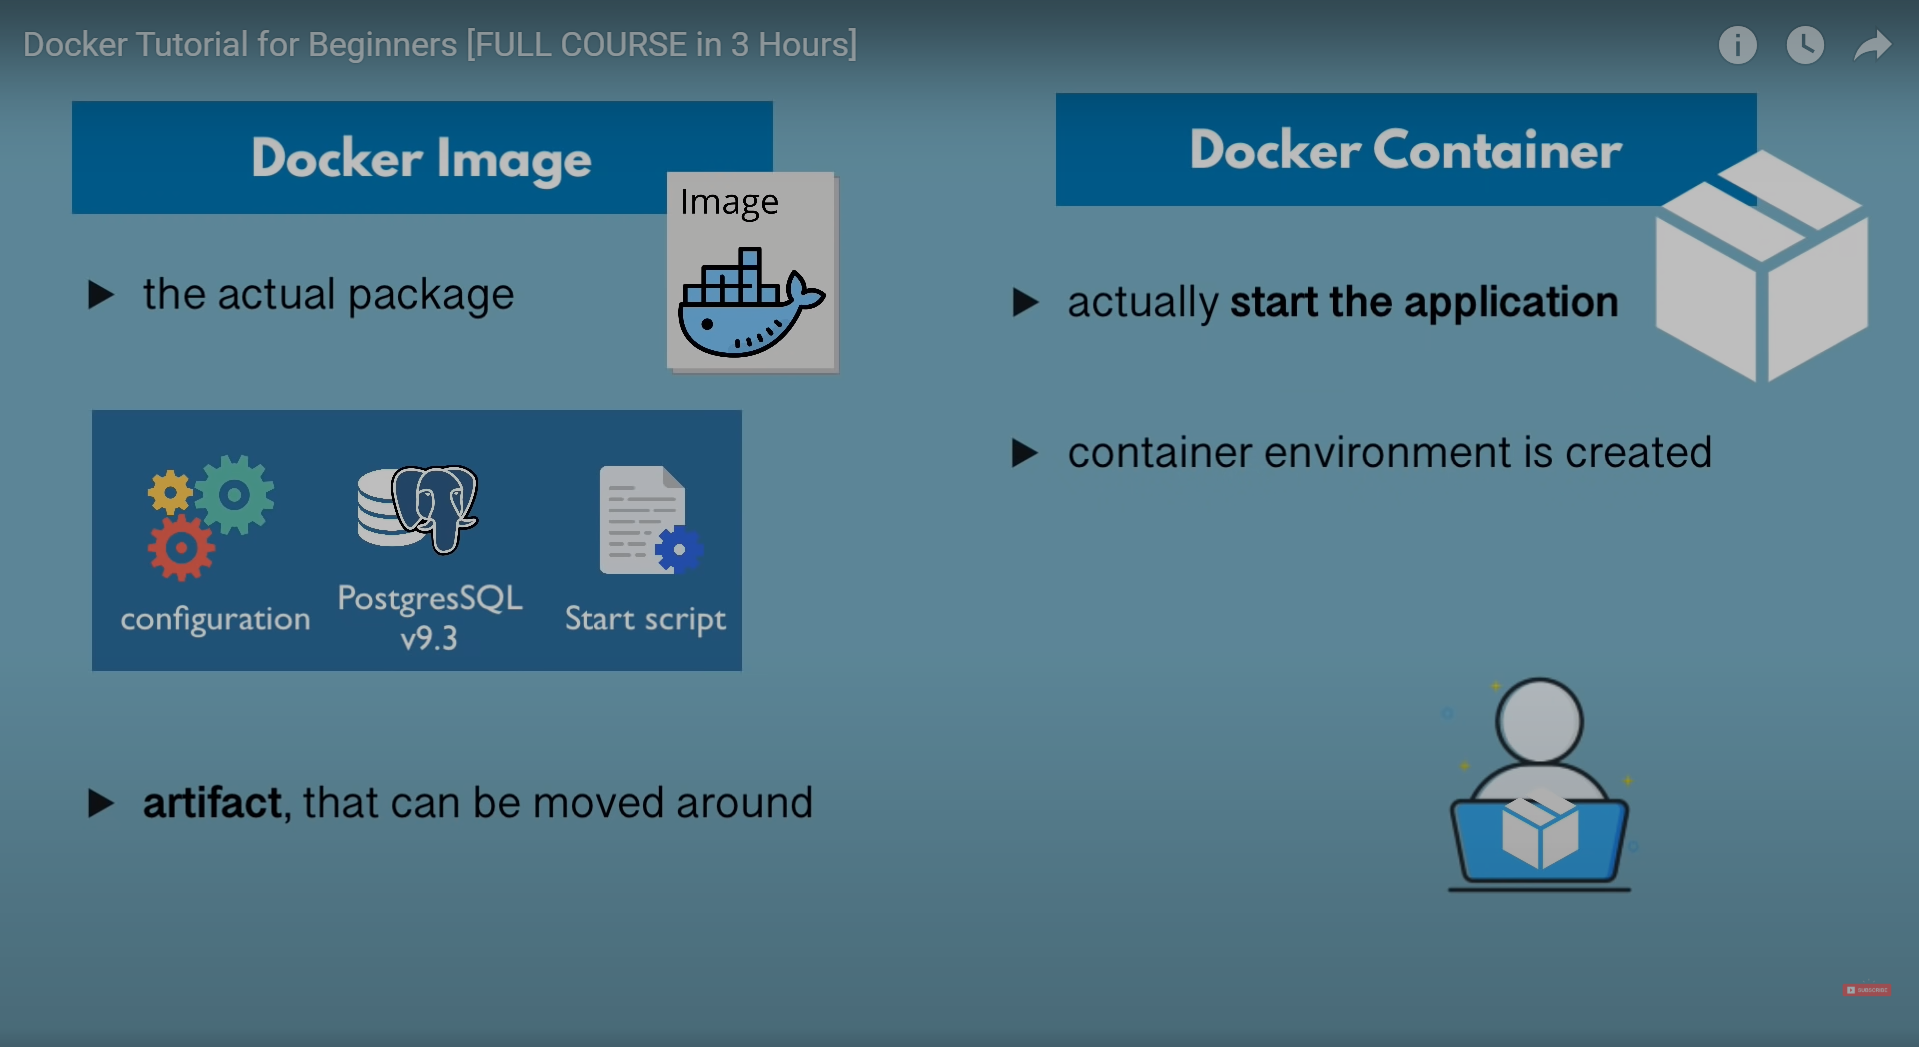 Docker Tutorial for Beginners [FULL COURSE in 3 Hours]
Docker Image
Image
the actual package
configuration
PostgresSQL
v9.3
Start script
artifact, that can be moved around
Docker Container
actually start the application
container environment is created
SUBSCRIBE